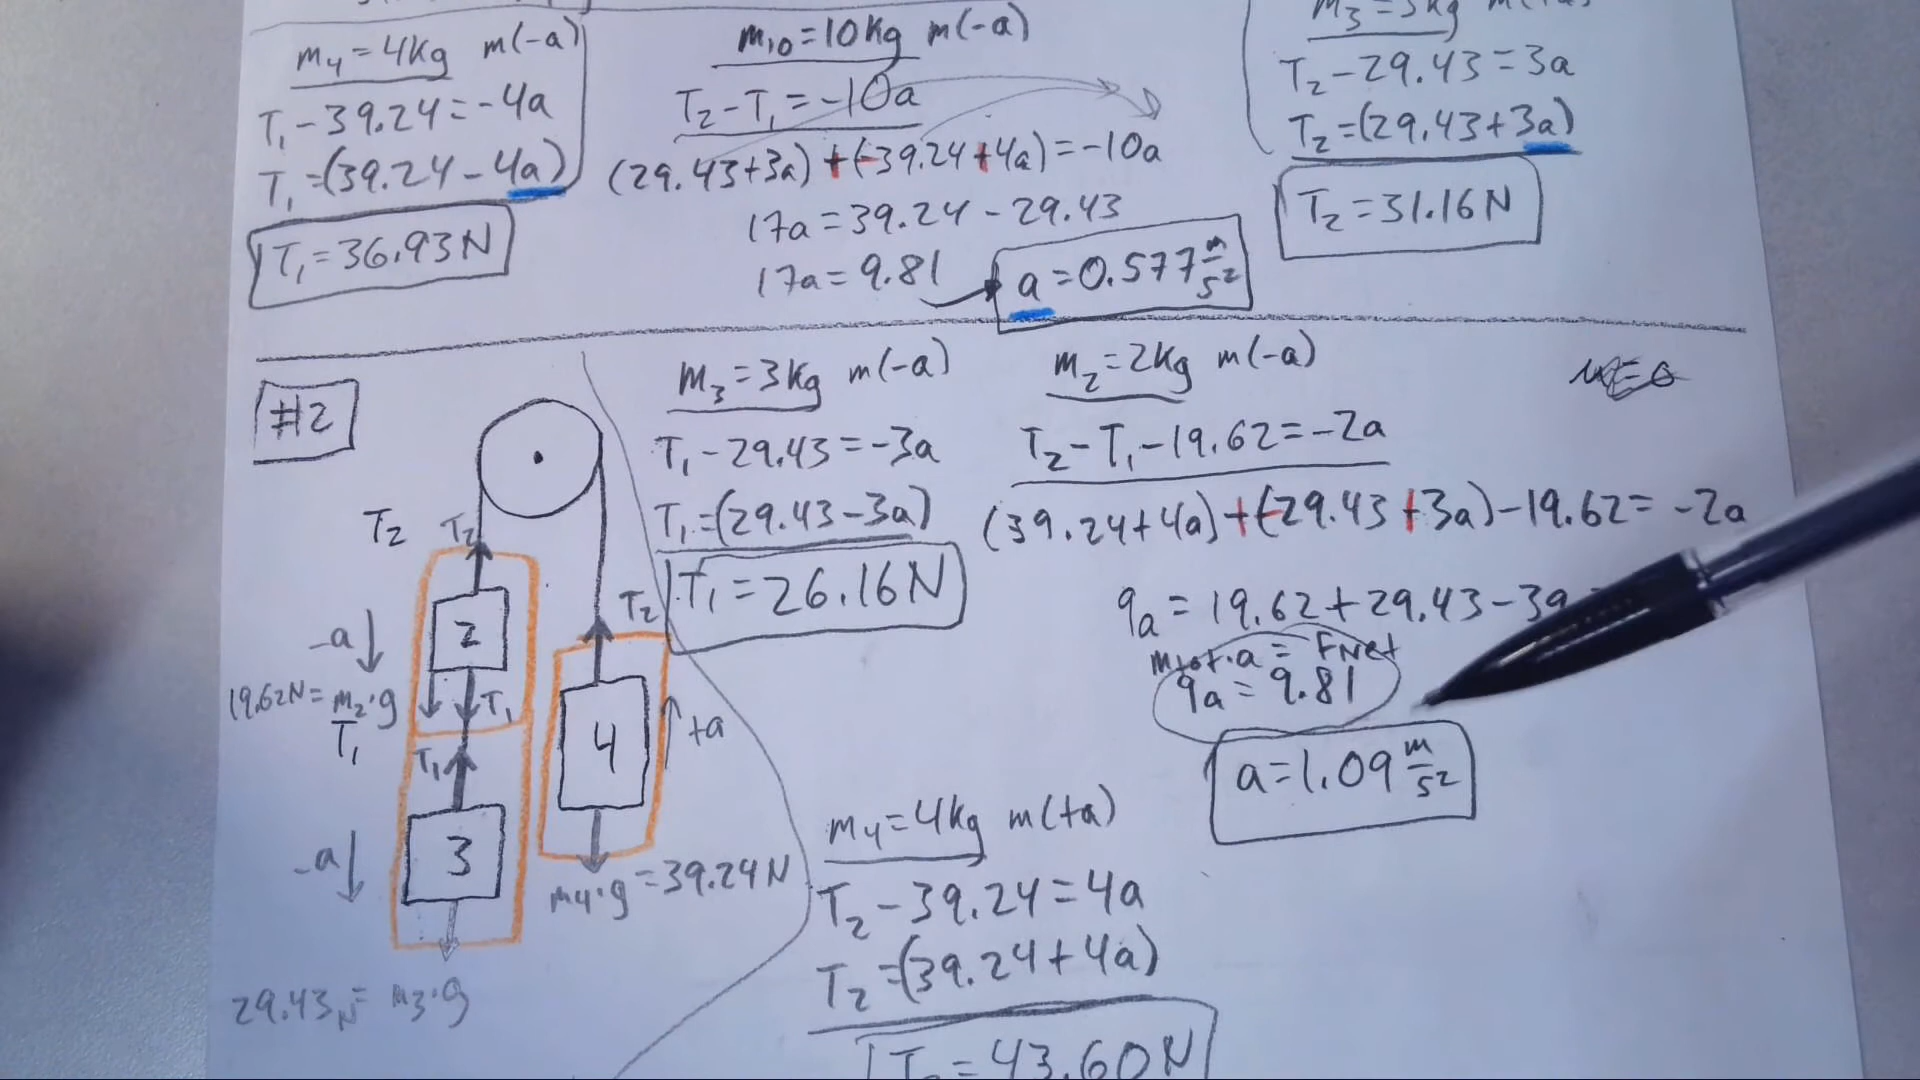 m₄=4Kg m(-a)
T₁-39.24=-4a
T₁=(39.24-4a)
T₁=36.93N
m₁₀=10Kg m(-a)
T₂-T₁=-10a
(29.43+3a)+(-39.24+4a)=-10a
17a=39.24-29.43
17a=9.81
a=0.577 m/s²
m₃=3Kg
T₂-29.43=3a
T₂=(29.43+3a)
T₂=31.16N
#2
T₂
T₂
2
-a
19.62N=m₂·g
T₁
T₁
T₁
3
-a
29.43N=m₃·g
T₂
4
+a
m₄·g=39.24N
m₃=3Kg m(-a)
T₁-29.43=-3a
T₁=(29.43-3a)
T₁=26.16N
m₂=2Kg m(-a)
T₂-T₁-19.62=-2a
(39.24+4a)+(-29.43+3a)-19.62=-2a
9a=19.62+29.43-39
mtot·a=FNet
9a=9.81
a=1.09 m/s²
m₄=4Kg m(+a)
T₂-39.24=4a
T₂=(39.24+4a)
T₂=43.60N